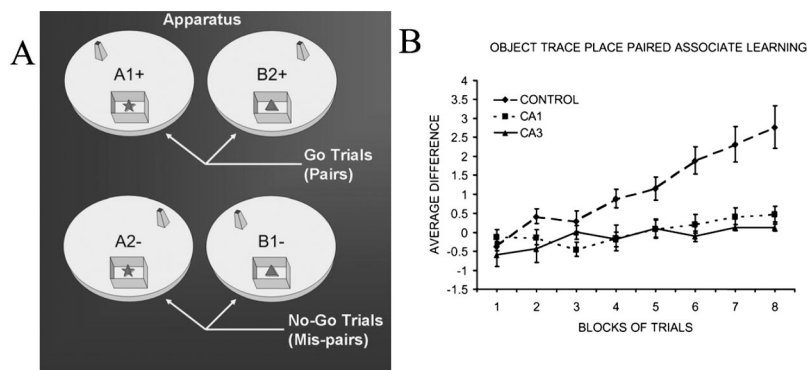 A
Apparatus
A1+
B2+
Go Trials
(Pairs)
A2-
B1-
No-Go Trials
(Mis-pairs)
B
OBJECT TRACE PLACE PAIRED ASSOCIATE LEARNING
AVERAGE DIFFERENCE
4
3.5
3
2.5
2
1.5
1
0.5
0
-0.5
-1
-1.5
CONTROL
CA1
CA3
1 2 3 4 5 6 7 8
BLOCKS OF TRIALS